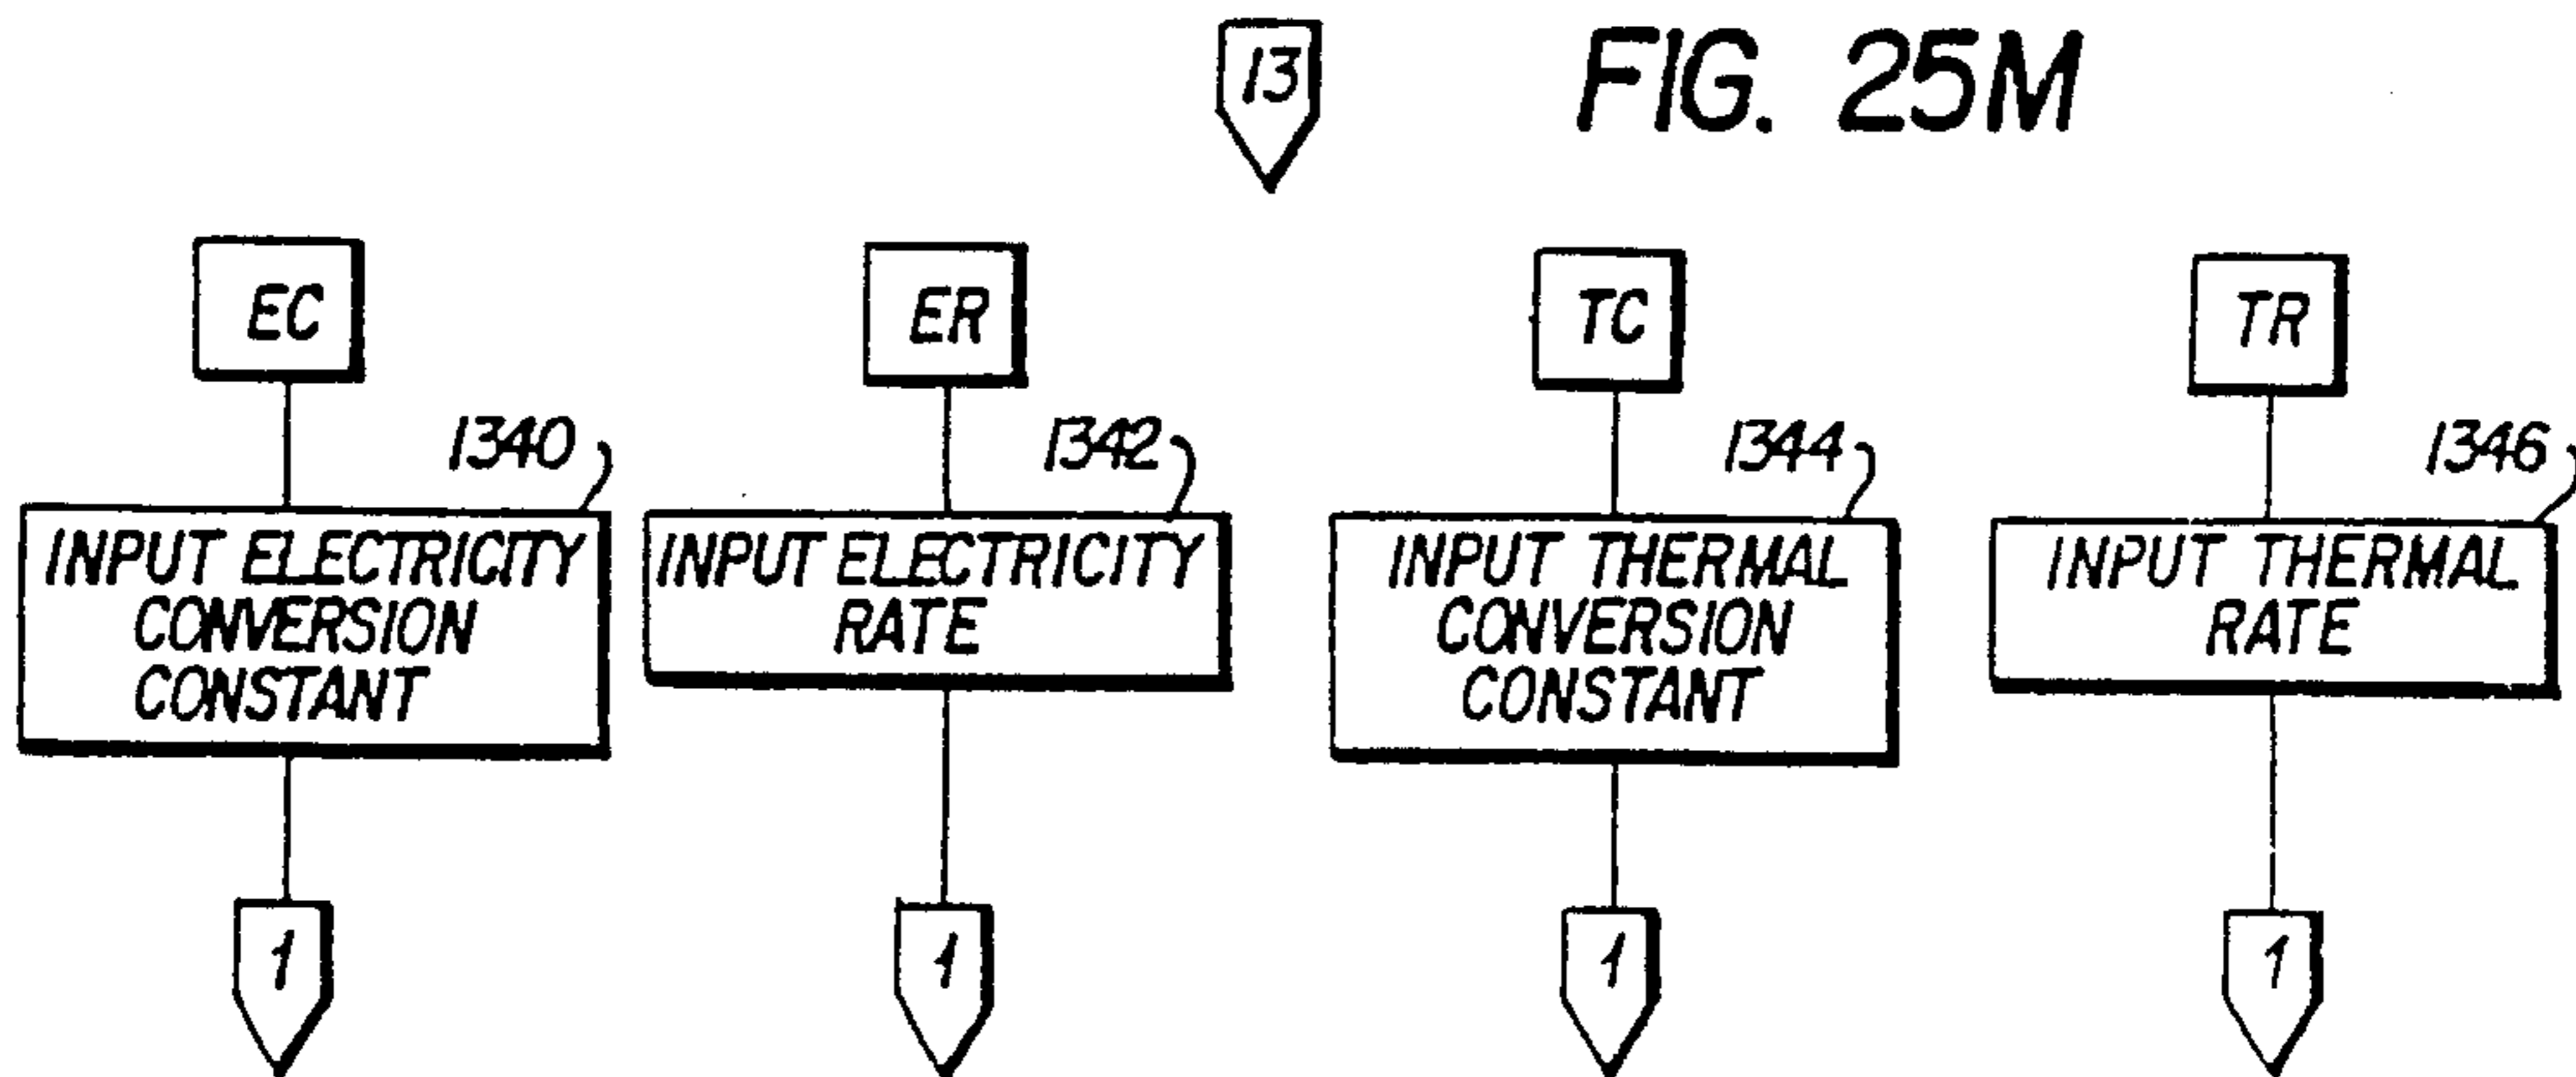 13
FIG. 25M
EC
ER
TC
TR
1340
1342
1344
1346
INPUT ELECTRICITY
CONVERSION
CONSTANT
INPUT ELECTRICITY
RATE
INPUT THERMAL
CONVERSION
CONSTANT
INPUT THERMAL
RATE
1
1
1
1